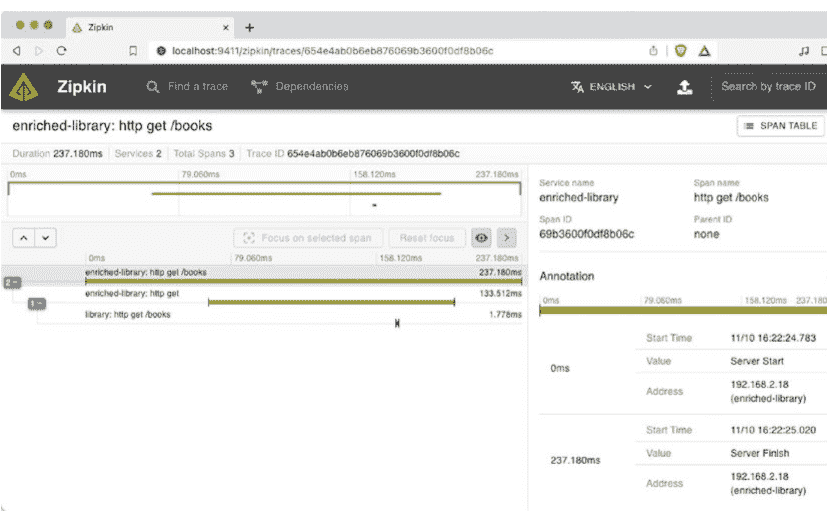 Zipkin
localhost:9411/zipkin/traces/654e4ab0b6eb876069b3600f0df8b06c
Zipkin
Find a trace
Dependencies
ENGLISH
Search by trace ID
enriched-library: http get /books
SPAN TABLE
Duration 237.180ms Services 2 Total Spans 3 Trace ID 654e4ab0b6eb876069b3600f0df8b06c
0ms 79.060ms 158.120ms 237.180ms
Focus on selected span
Reset focus
0ms 79.060ms 158.120ms 237.180ms
2 −
enriched-library: http get /books 237.180ms
1 −
enriched-library: http get 133.512ms
library: http get /books 1.778ms
Service name
enriched-library
Span name
http get /books
Span ID
69b3600f0df8b06c
Parent ID
none
Annotation
0ms 79.060ms 158.120ms 237.180
0ms
Start Time 11/10 16:22:24.783
Value Server Start
Address 192.168.2.18
(enriched-library)
237.180ms
Start Time 11/10 16:22:25.020
Value Server Finish
Address 192.168.2.18
(enriched-library)